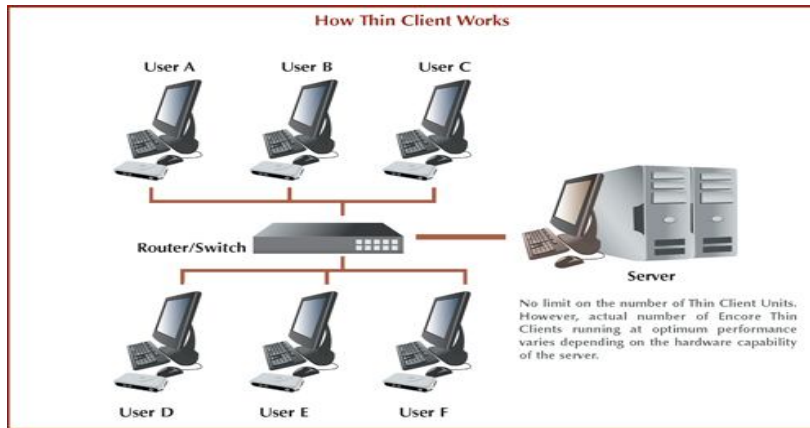 How Thin Client Works
User A
User B
User C
Router/Switch
Server
No limit on the number of Thin Client Units.
However, actual number of Encore Thin
Clients running at optimum performance
varies depending on the hardware capability
of the server.
User D
User E
User F